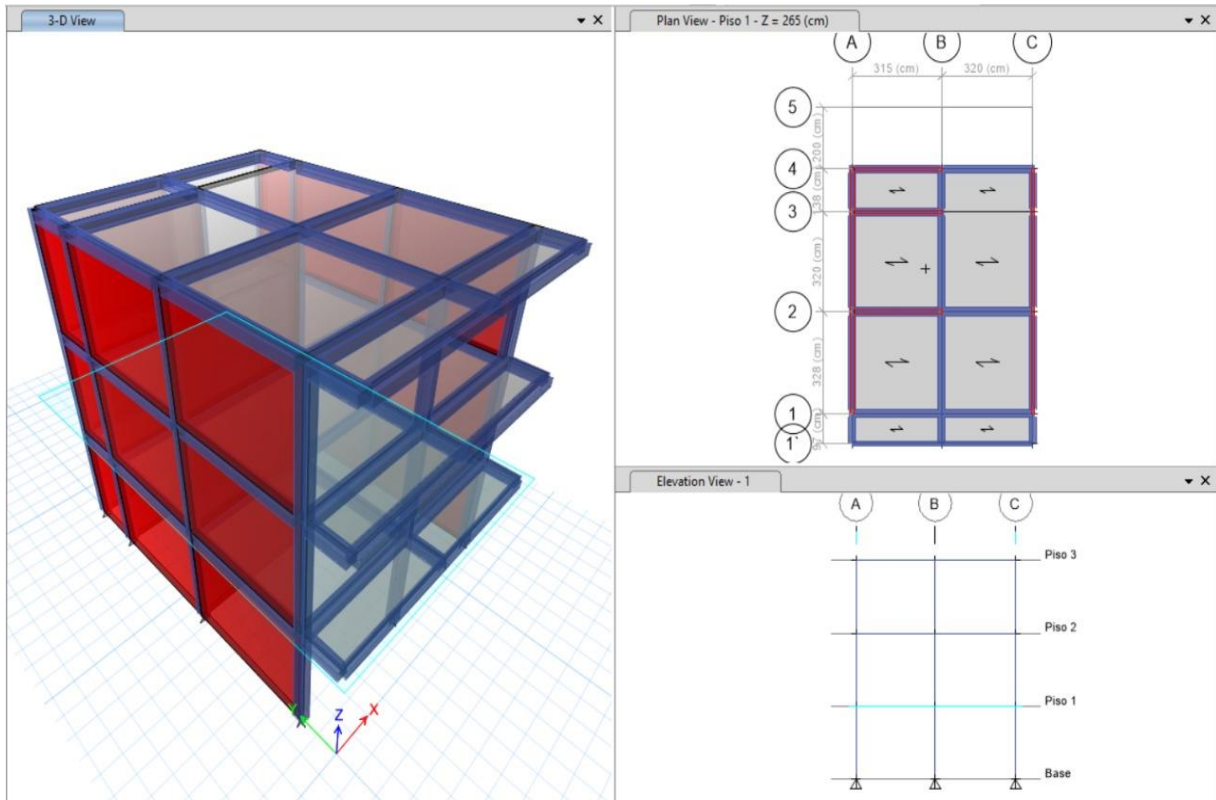 3-D View
Z
X
Plan View - Piso 1 - Z = 265 (cm)
A
B
C
315 (cm)
320 (cm)
5
200 (cm)
4
138 (cm)
3
320 (cm)
2
328 (cm)
1
1`
Elevation View - 1
A
B
C
Piso 3
Piso 2
Piso 1
Base